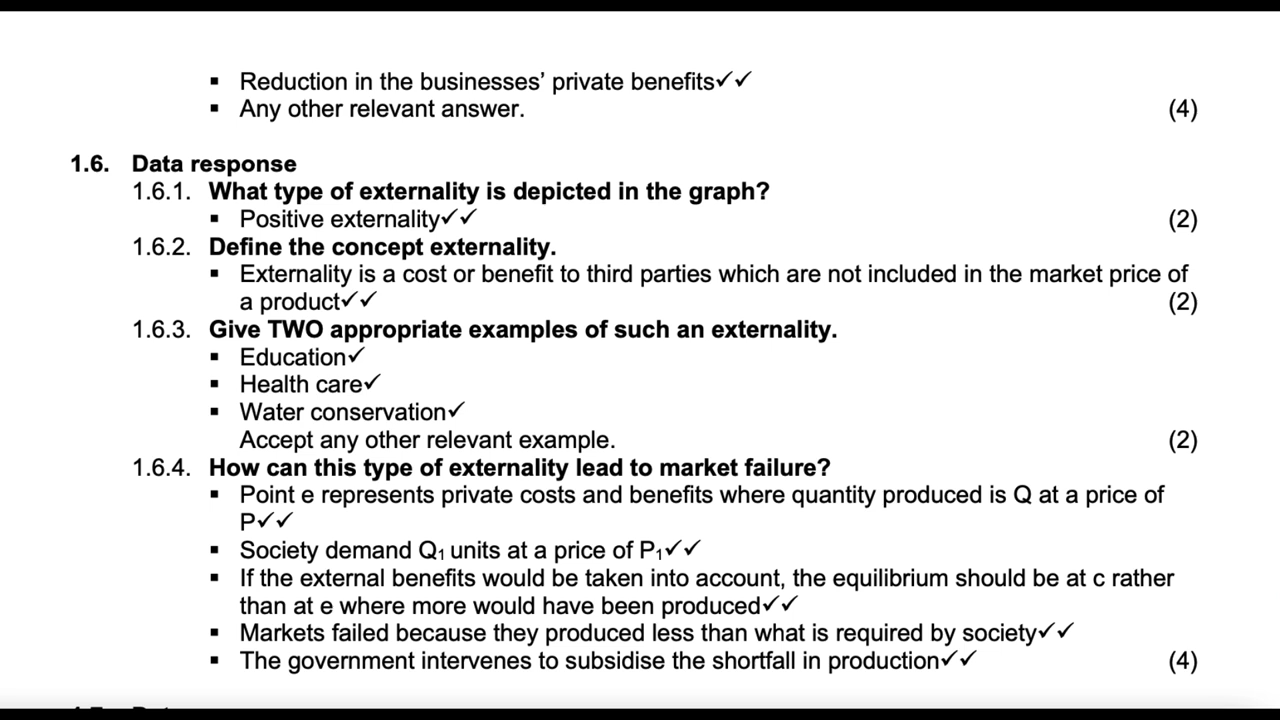 ▪ Reduction in the businesses’ private benefits✓✓
▪ Any other relevant answer. (4)
1.6. Data response
1.6.1. What type of externality is depicted in the graph?
▪ Positive externality✓✓ (2)
1.6.2. Define the concept externality.
▪ Externality is a cost or benefit to third parties which are not included in the market price of
a product✓✓ (2)
1.6.3. Give TWO appropriate examples of such an externality.
▪ Education✓
▪ Health care✓
▪ Water conservation✓
Accept any other relevant example. (2)
1.6.4. How can this type of externality lead to market failure?
▪ Point e represents private costs and benefits where quantity produced is Q at a price of
P✓✓
▪ Society demand Q₁ units at a price of P₁✓✓
▪ If the external benefits would be taken into account, the equilibrium should be at c rather
than at e where more would have been produced✓✓
▪ Markets failed because they produced less than what is required by society✓✓
▪ The government intervenes to subsidise the shortfall in production✓✓ (4)